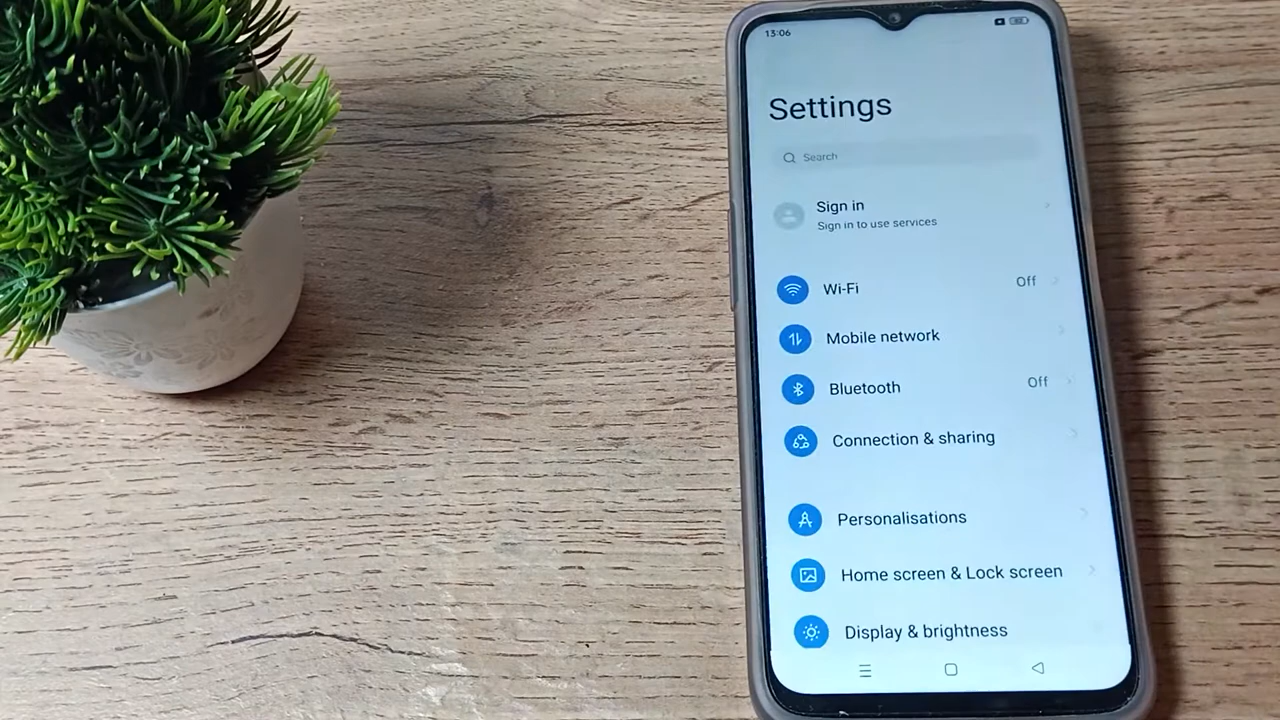 13:06
Settings
Search
Sign in
Sign in to use services
Wi-Fi Off
Mobile network
Bluetooth Off
Connection & sharing
Personalisations
Home screen & Lock screen
Display & brightness